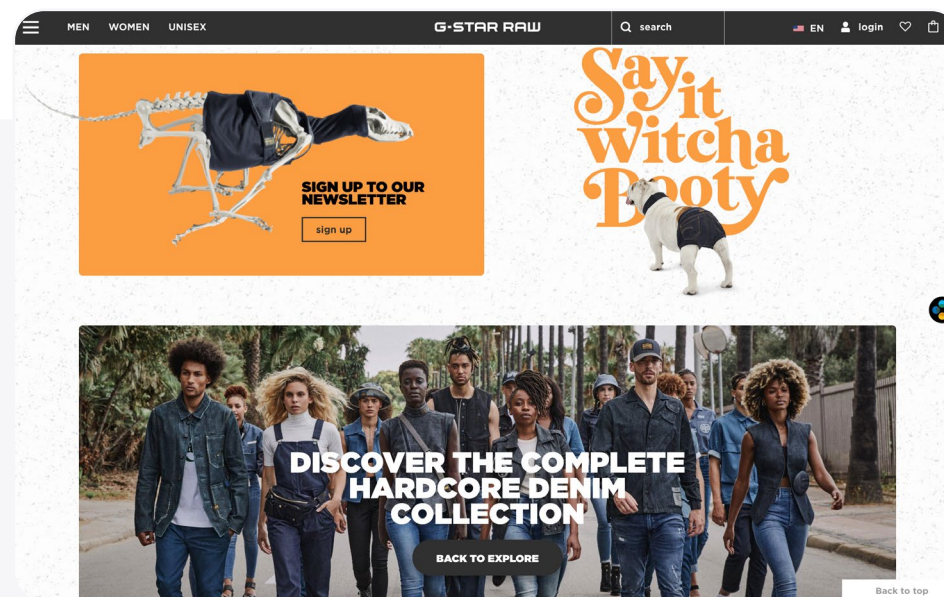 MEN WOMEN UNISEX G-STAR RAW search EN login
SIGN UP TO OUR
NEWSLETTER
sign up
Say
it
Witcha
Booty
DISCOVER THE COMPLETE
HARDCORE DENIM
COLLECTION
BACK TO EXPLORE
Back to top